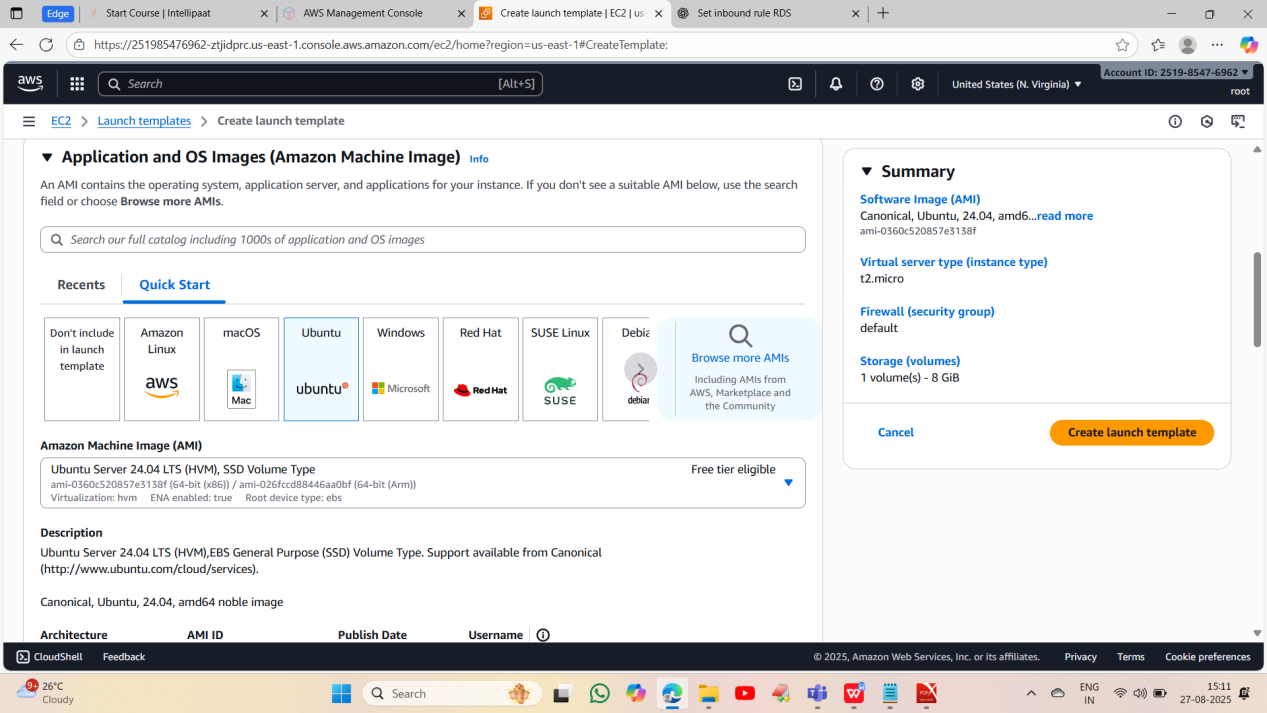 Edge
Start Course | Intellipaat
AWS Management Console
Create launch template | EC2 | us-
Set inbound rule RDS
https://251985476962-ztjidprc.us-east-1.console.aws.amazon.com/ec2/home?region=us-east-1#CreateTemplate:
aws
Search
[Alt+S]
United States (N. Virginia)
Account ID: 2519-8547-6962
root
EC2
Launch templates
Create launch template
Application and OS Images (Amazon Machine Image) Info
An AMI contains the operating system, application server, and applications for your instance. If you don't see a suitable AMI below, use the search
field or choose Browse more AMIs.
Search our full catalog including 1000s of application and OS images
Recents
Quick Start
Don't include
in launch
template
Amazon
Linux
aws
macOS
Mac
Ubuntu
ubuntu
Windows
Microsoft
Red Hat
Red Hat
SUSE Linux
SUSE
Debia
debian
Browse more AMIs
Including AMIs from
AWS, Marketplace and
the Community
Amazon Machine Image (AMI)
Ubuntu Server 24.04 LTS (HVM), SSD Volume Type
Free tier eligible
ami-0360c520857e3138f (64-bit (x86)) / ami-026fccd88446aa0bf (64-bit (Arm))
Virtualization: hvm ENA enabled: true Root device type: ebs
Description
Ubuntu Server 24.04 LTS (HVM),EBS General Purpose (SSD) Volume Type. Support available from Canonical
(http://www.ubuntu.com/cloud/services).
Canonical, Ubuntu, 24.04, amd64 noble image
Architecture AMI ID Publish Date Username
Summary
Software Image (AMI)
Canonical, Ubuntu, 24.04, amd6...read more
ami-0360c520857e3138f
Virtual server type (instance type)
t2.micro
Firewall (security group)
default
Storage (volumes)
1 volume(s) - 8 GiB
Cancel
Create launch template
CloudShell
Feedback
© 2025, Amazon Web Services, Inc. or its affiliates.
Privacy
Terms
Cookie preferences
9+
26°C
Cloudy
Search
ENG
IN
15:11
27-08-2025